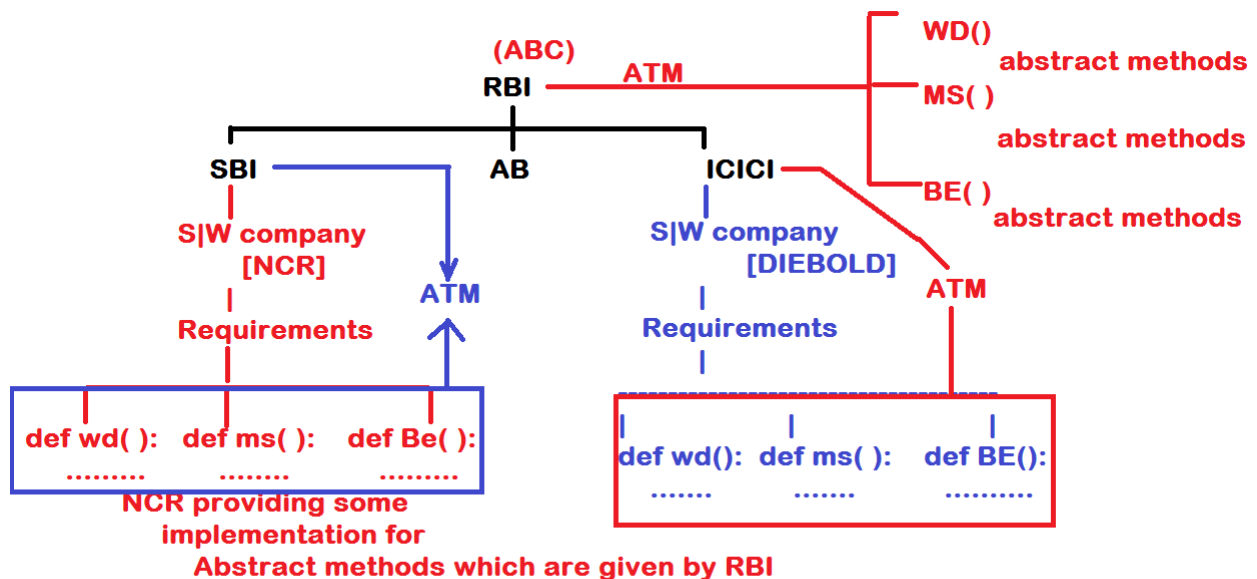 WD()
(ABC)
abstract methods
ATM
RBI
MS( )
abstract methods
SBI
AB
ICICI
BE( )
abstract methods
S|W company
[NCR]
S|W company
[DIEBOLD]
ATM
ATM
Requirements
Requirements
def wd( ): def ms( ): def Be( ):
......... ........ .........
def wd(): def ms( ): def BE():
....... ....... ..........
NCR providing some
implementation for
Abstract methods which are given by RBI